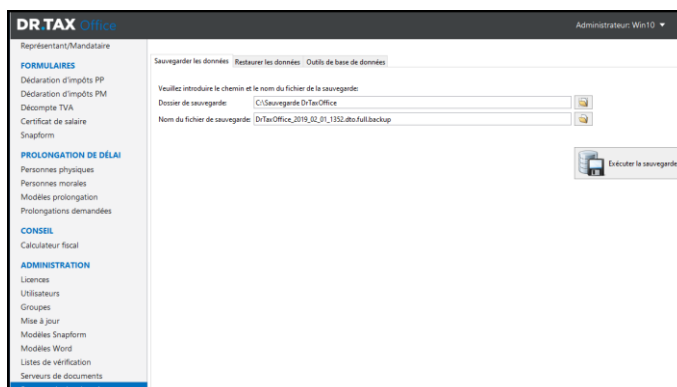 DR.TAX Office
Administrateur: Win10
Représentant/Mandataire
FORMULAIRES
Déclaration d'impôts PP
Déclaration d'impôts PM
Décompte TVA
Certificat de salaire
Snapform
PROLONGATION DE DÉLAI
Personnes physiques
Personnes morales
Modèles prolongation
Prolongations demandées
CONSEIL
Calculateur fiscal
ADMINISTRATION
Licences
Utilisateurs
Groupes
Mise à jour
Modèles Snapform
Modèles Word
Listes de vérification
Serveurs de documents
Sauvegarder les données Restaurer les données Outils de base de données
Veuillez introduire le chemin et le nom du fichier de la sauvegarde:
Dossier de sauvegarde: C:\Sauvegarde DrTaxOffice
Nom du fichier de sauvegarde: DrTaxOffice_2019_02_01_1352.dto.full.backup
Exécuter la sauvegarde